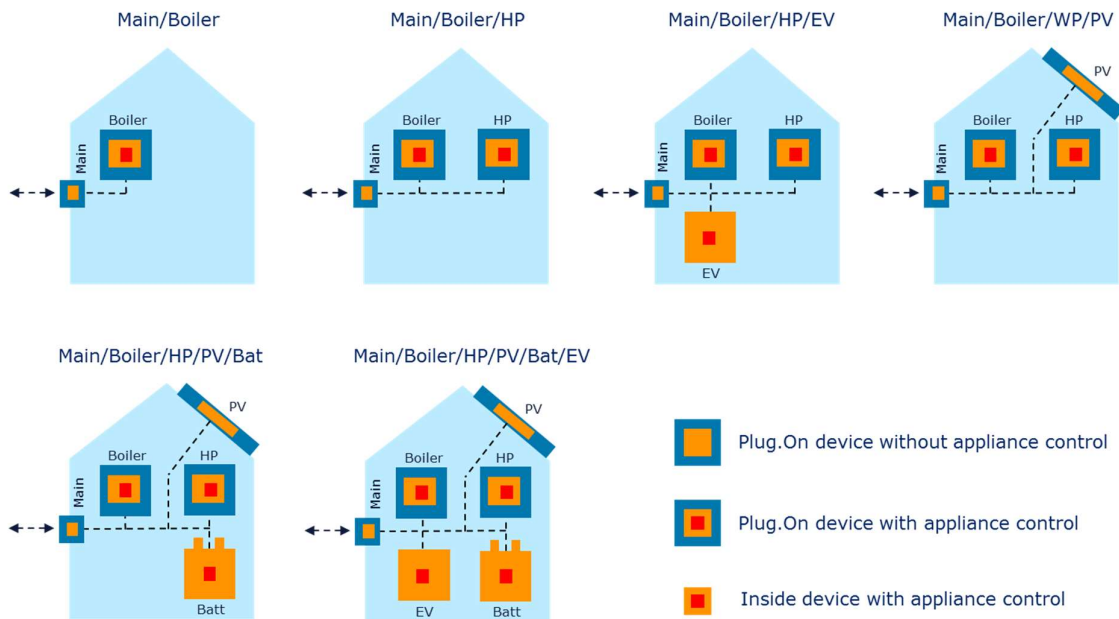 Main/Boiler
Main/Boiler/HP
Main/Boiler/HP/EV
Main/Boiler/WP/PV
PV
Boiler
Boiler
HP
Boiler
HP
Boiler
HP
Main
Main
Main
Main
EV
Main/Boiler/HP/PV/Bat
Main/Boiler/HP/PV/Bat/EV
PV
PV
Boiler
HP
Boiler
HP
Main
Main
Batt
EV
Batt
Plug.On device without appliance control
Plug.On device with appliance control
Inside device with appliance control